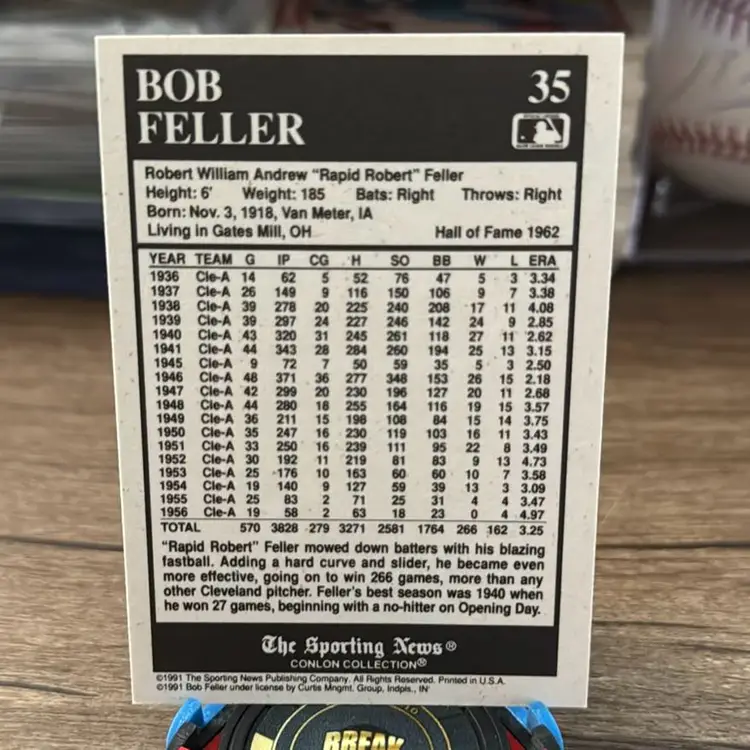 BOB
FELLER
35
Robert William Andrew "Rapid Robert" Feller
Height: 6' Weight: 185 Bats: Right Throws: Right
Born: Nov. 3, 1918, Van Meter, IA
Living in Gates Mill, OH Hall of Fame 1962
YEAR TEAM G IP CG H SO BB W L ERA
1936 Cle-A 14 62 5 52 76 47 5 3 3.34
1937 Cle-A 26 149 9 116 150 106 9 7 3.38
1938 Cle-A 39 278 20 225 240 208 17 11 4.08
1939 Cle-A 39 297 24 227 246 142 24 9 2.85
1940 Cle-A 43 320 31 245 261 118 27 11 2.62
1941 Cle-A 44 343 28 284 260 194 25 13 3.15
1945 Cle-A 9 72 7 50 59 35 5 3 2.50
1946 Cle-A 48 371 36 277 348 153 26 15 2.18
1947 Cle-A 42 299 20 230 196 127 20 11 2.68
1948 Cle-A 44 280 18 255 164 116 19 15 3.57
1949 Cle-A 36 211 15 198 108 84 15 14 3.75
1950 Cle-A 35 247 16 230 119 103 16 11 3.43
1951 Cle-A 33 250 16 239 111 95 22 8 3.49
1952 Cle-A 30 192 11 219 81 83 9 13 4.73
1953 Cle-A 25 176 10 163 60 60 10 7 3.58
1954 Cle-A 19 140 9 127 59 39 13 3 3.09
1955 Cle-A 25 83 2 71 25 31 4 4 3.47
1956 Cle-A 19 58 2 63 18 23 0 4 4.97
TOTAL 570 3828 279 3271 2581 1764 266 162 3.25
"Rapid Robert" Feller mowed down batters with his blazing
fastball. Adding a hard curve and slider, he became even
more effective, going on to win 266 games, more than any
other Cleveland pitcher. Feller's best season was 1940 when
he won 27 games, beginning with a no-hitter on Opening Day.
The Sporting News®
CONLON COLLECTION®
©1991 The Sporting News Publishing Company. All Rights Reserved. Printed in U.S.A.
©1991 Bob Feller under license by Curtis Mngmt. Group, Indpls., IN
BREAK